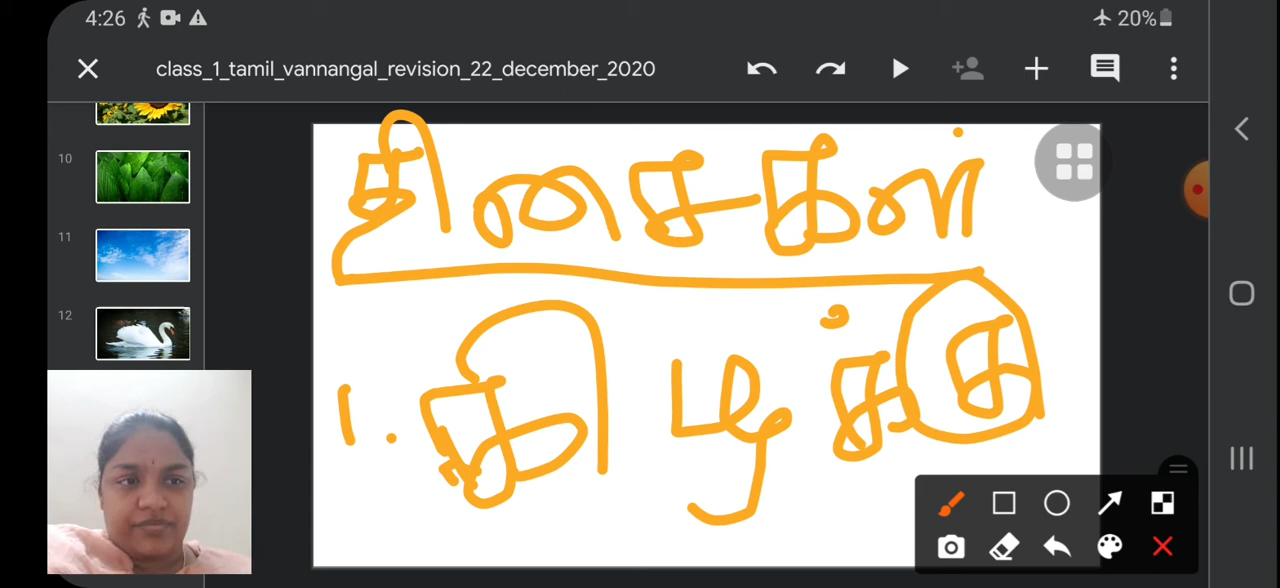 4:26
20%
class_1_tamil_vannangal_revision_22_december_2020
திசைகள்
10
11
12
1. கிழக்கு